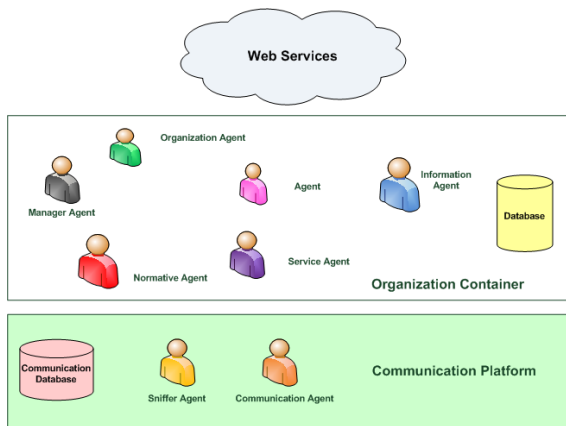 Web Services
Organization Agent
Information
Agent
Agent
Manager Agent
Database
Service Agent
Normative Agent
Organization Container
Communication
Database
Communication Platform
Sniffer Agent
Communication Agent